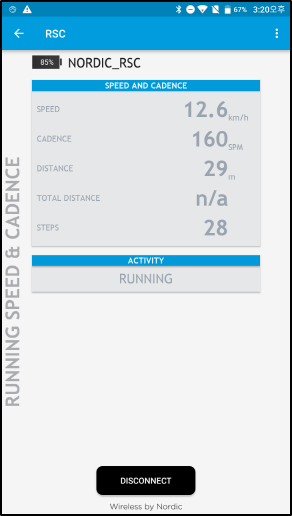 67% 3:20오후
RSC
85% NORDIC_RSC
SPEED AND CADENCE
SPEED 12.6 km/h
CADENCE 160 SPM
DISTANCE 29 m
TOTAL DISTANCE n/a
STEPS 28
ACTIVITY
RUNNING
RUNNING SPEED & CADENCE
DISCONNECT
Wireless by Nordic